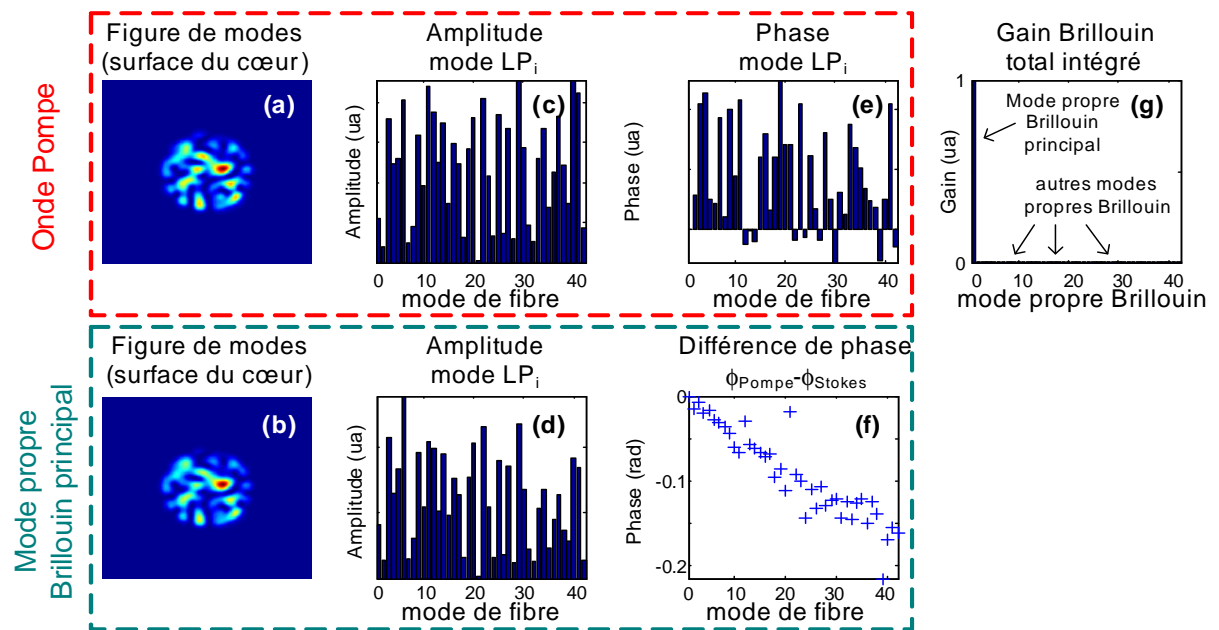 Onde Pompe
Figure de modes
(surface du cœur)
(a)
Amplitude
mode LPi
(c)
Amplitude (ua)
0 10 20 30 40
mode de fibre
Phase
mode LPi
(e)
Phase (ua)
0 10 20 30 40
mode de fibre
Gain Brillouin
total intégré
(g)
1
Mode propre
Brillouin
principal
autres modes
propres Brillouin
Gain (ua)
0
0 10 20 30 40
mode propre Brillouin
Mode propre
Brillouin principal
Figure de modes
(surface du cœur)
(b)
Amplitude
mode LPi
(d)
Amplitude (ua)
0 10 20 30 40
mode de fibre
Différence de phase
ϕPompe-ϕStokes
(f)
0
-0.05
-0.1
-0.2
Phase (rad)
0 10 20 30 40
mode de fibre